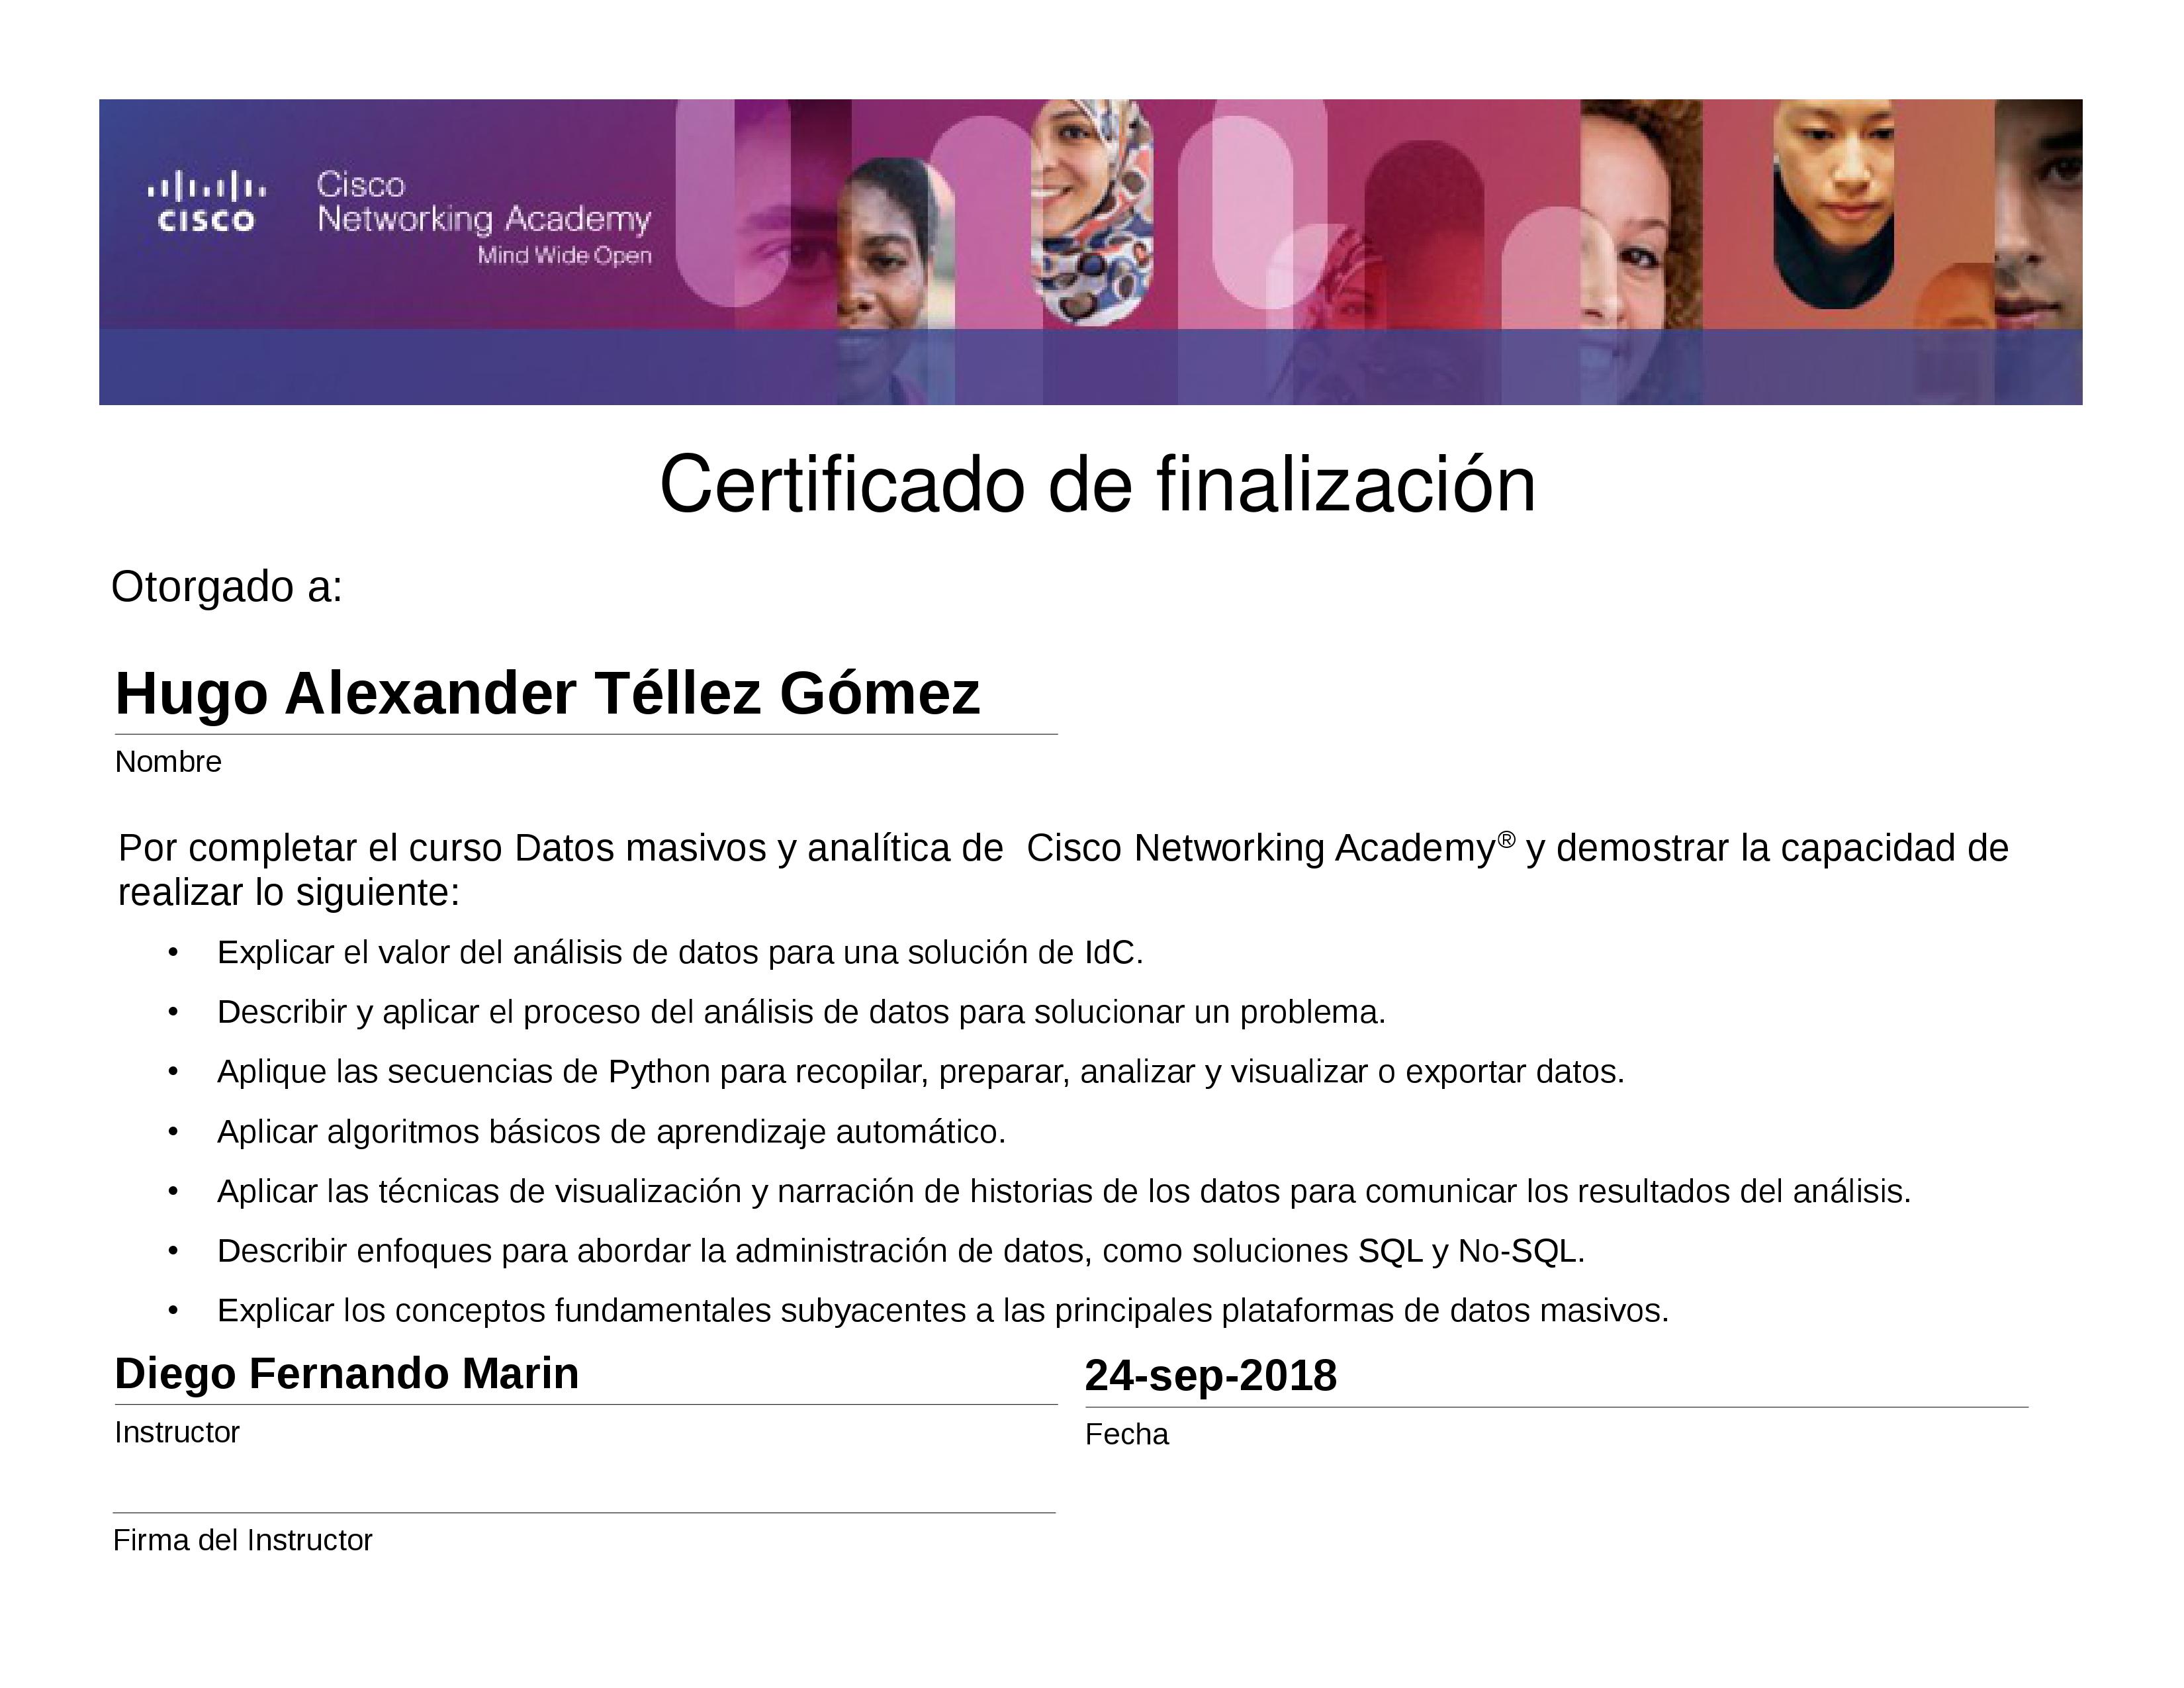 CISCO
Cisco
Networking Academy
Mind Wide Open
Certificado de finalización
Otorgado a:
Hugo Alexander Téllez Gómez
Nombre
Por completar el curso Datos masivos y analítica de  Cisco Networking Academy® y demostrar la capacidad de
realizar lo siguiente:
• Explicar el valor del análisis de datos para una solución de IdC.
• Describir y aplicar el proceso del análisis de datos para solucionar un problema.
• Aplique las secuencias de Python para recopilar, preparar, analizar y visualizar o exportar datos.
• Aplicar algoritmos básicos de aprendizaje automático.
• Aplicar las técnicas de visualización y narración de historias de los datos para comunicar los resultados del análisis.
• Describir enfoques para abordar la administración de datos, como soluciones SQL y No-SQL.
• Explicar los conceptos fundamentales subyacentes a las principales plataformas de datos masivos.
Diego Fernando Marin
Instructor
24-sep-2018
Fecha
Firma del Instructor